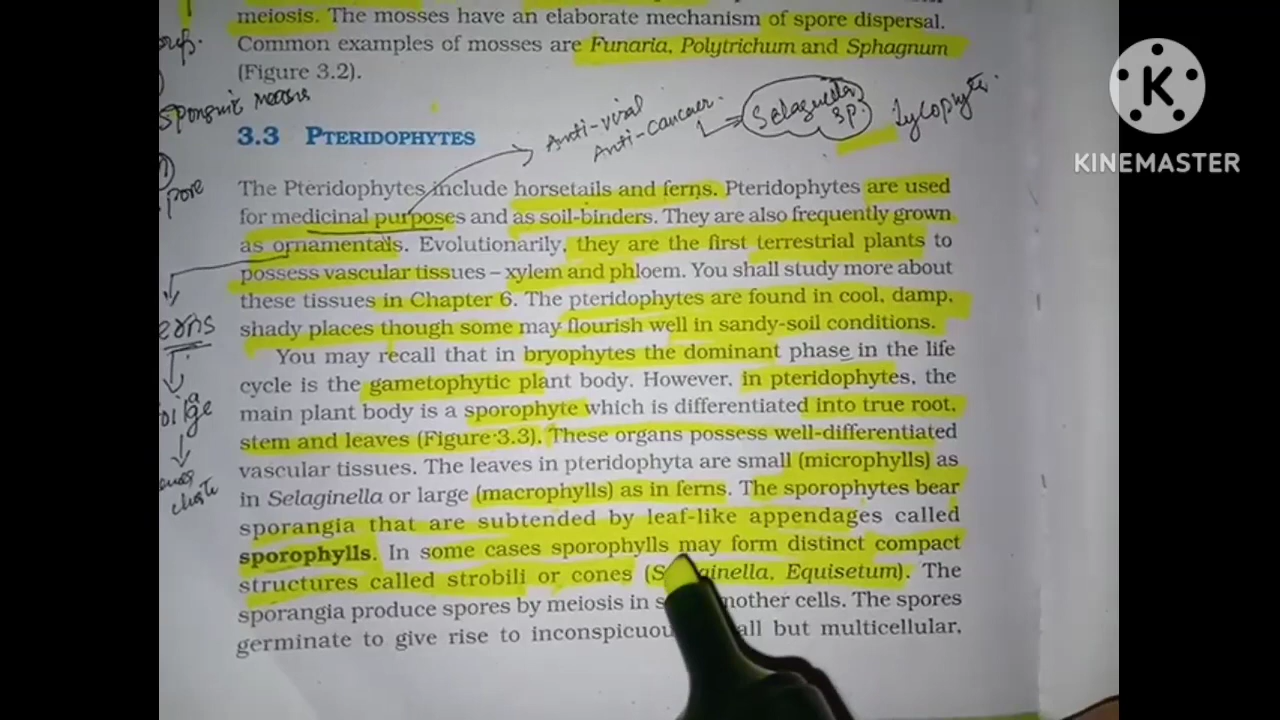 meiosis. The mosses have an elaborate mechanism of spore dispersal.
Common examples of mosses are Funaria, Polytrichum and Sphagnum
(Figure 3.2).
Anti-viral
Anti-cancer
Selaginella
sp.
Lycophyte.
K
KINEMASTER
3.3 PTERIDOPHYTES
The Pteridophytes include horsetails and ferns. Pteridophytes are used
for medicinal purposes and as soil-binders. They are also frequently grown
as ornamentals. Evolutionarily, they are the first terrestrial plants to
possess vascular tissues – xylem and phloem. You shall study more about
these tissues in Chapter 6. The pteridophytes are found in cool, damp,
shady places though some may flourish well in sandy-soil conditions.
You may recall that in bryophytes the dominant phase in the life
cycle is the gametophytic plant body. However, in pteridophytes, the
main plant body is a sporophyte which is differentiated into true root,
stem and leaves (Figure 3.3). These organs possess well-differentiated
vascular tissues. The leaves in pteridophyta are small (microphylls) as
in Selaginella or large (macrophylls) as in ferns. The sporophytes bear
sporangia that are subtended by leaf-like appendages called
sporophylls. In some cases sporophylls may form distinct compact
structures called strobili or cones (Equisetum). The
sporangia produce spores by meiosis in mother cells. The spores
germinate to give rise to but multicellular,